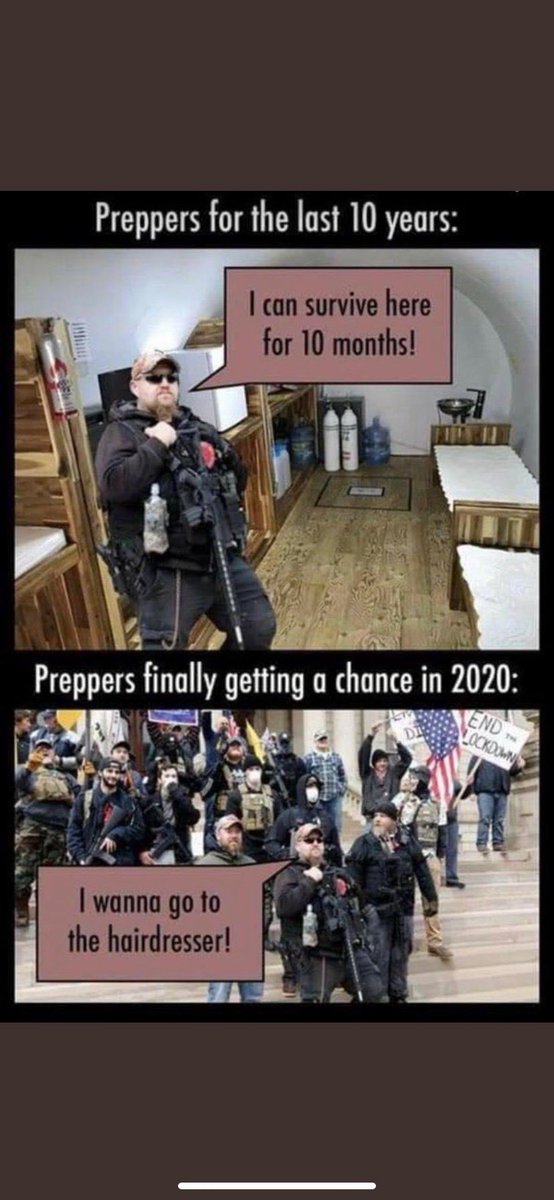 Preppers for the last 10 years:
I can survive here
for 10 months!
Preppers finally getting a chance in 2020:
END
LOCKDOWN
I wanna go to
the hairdresser!